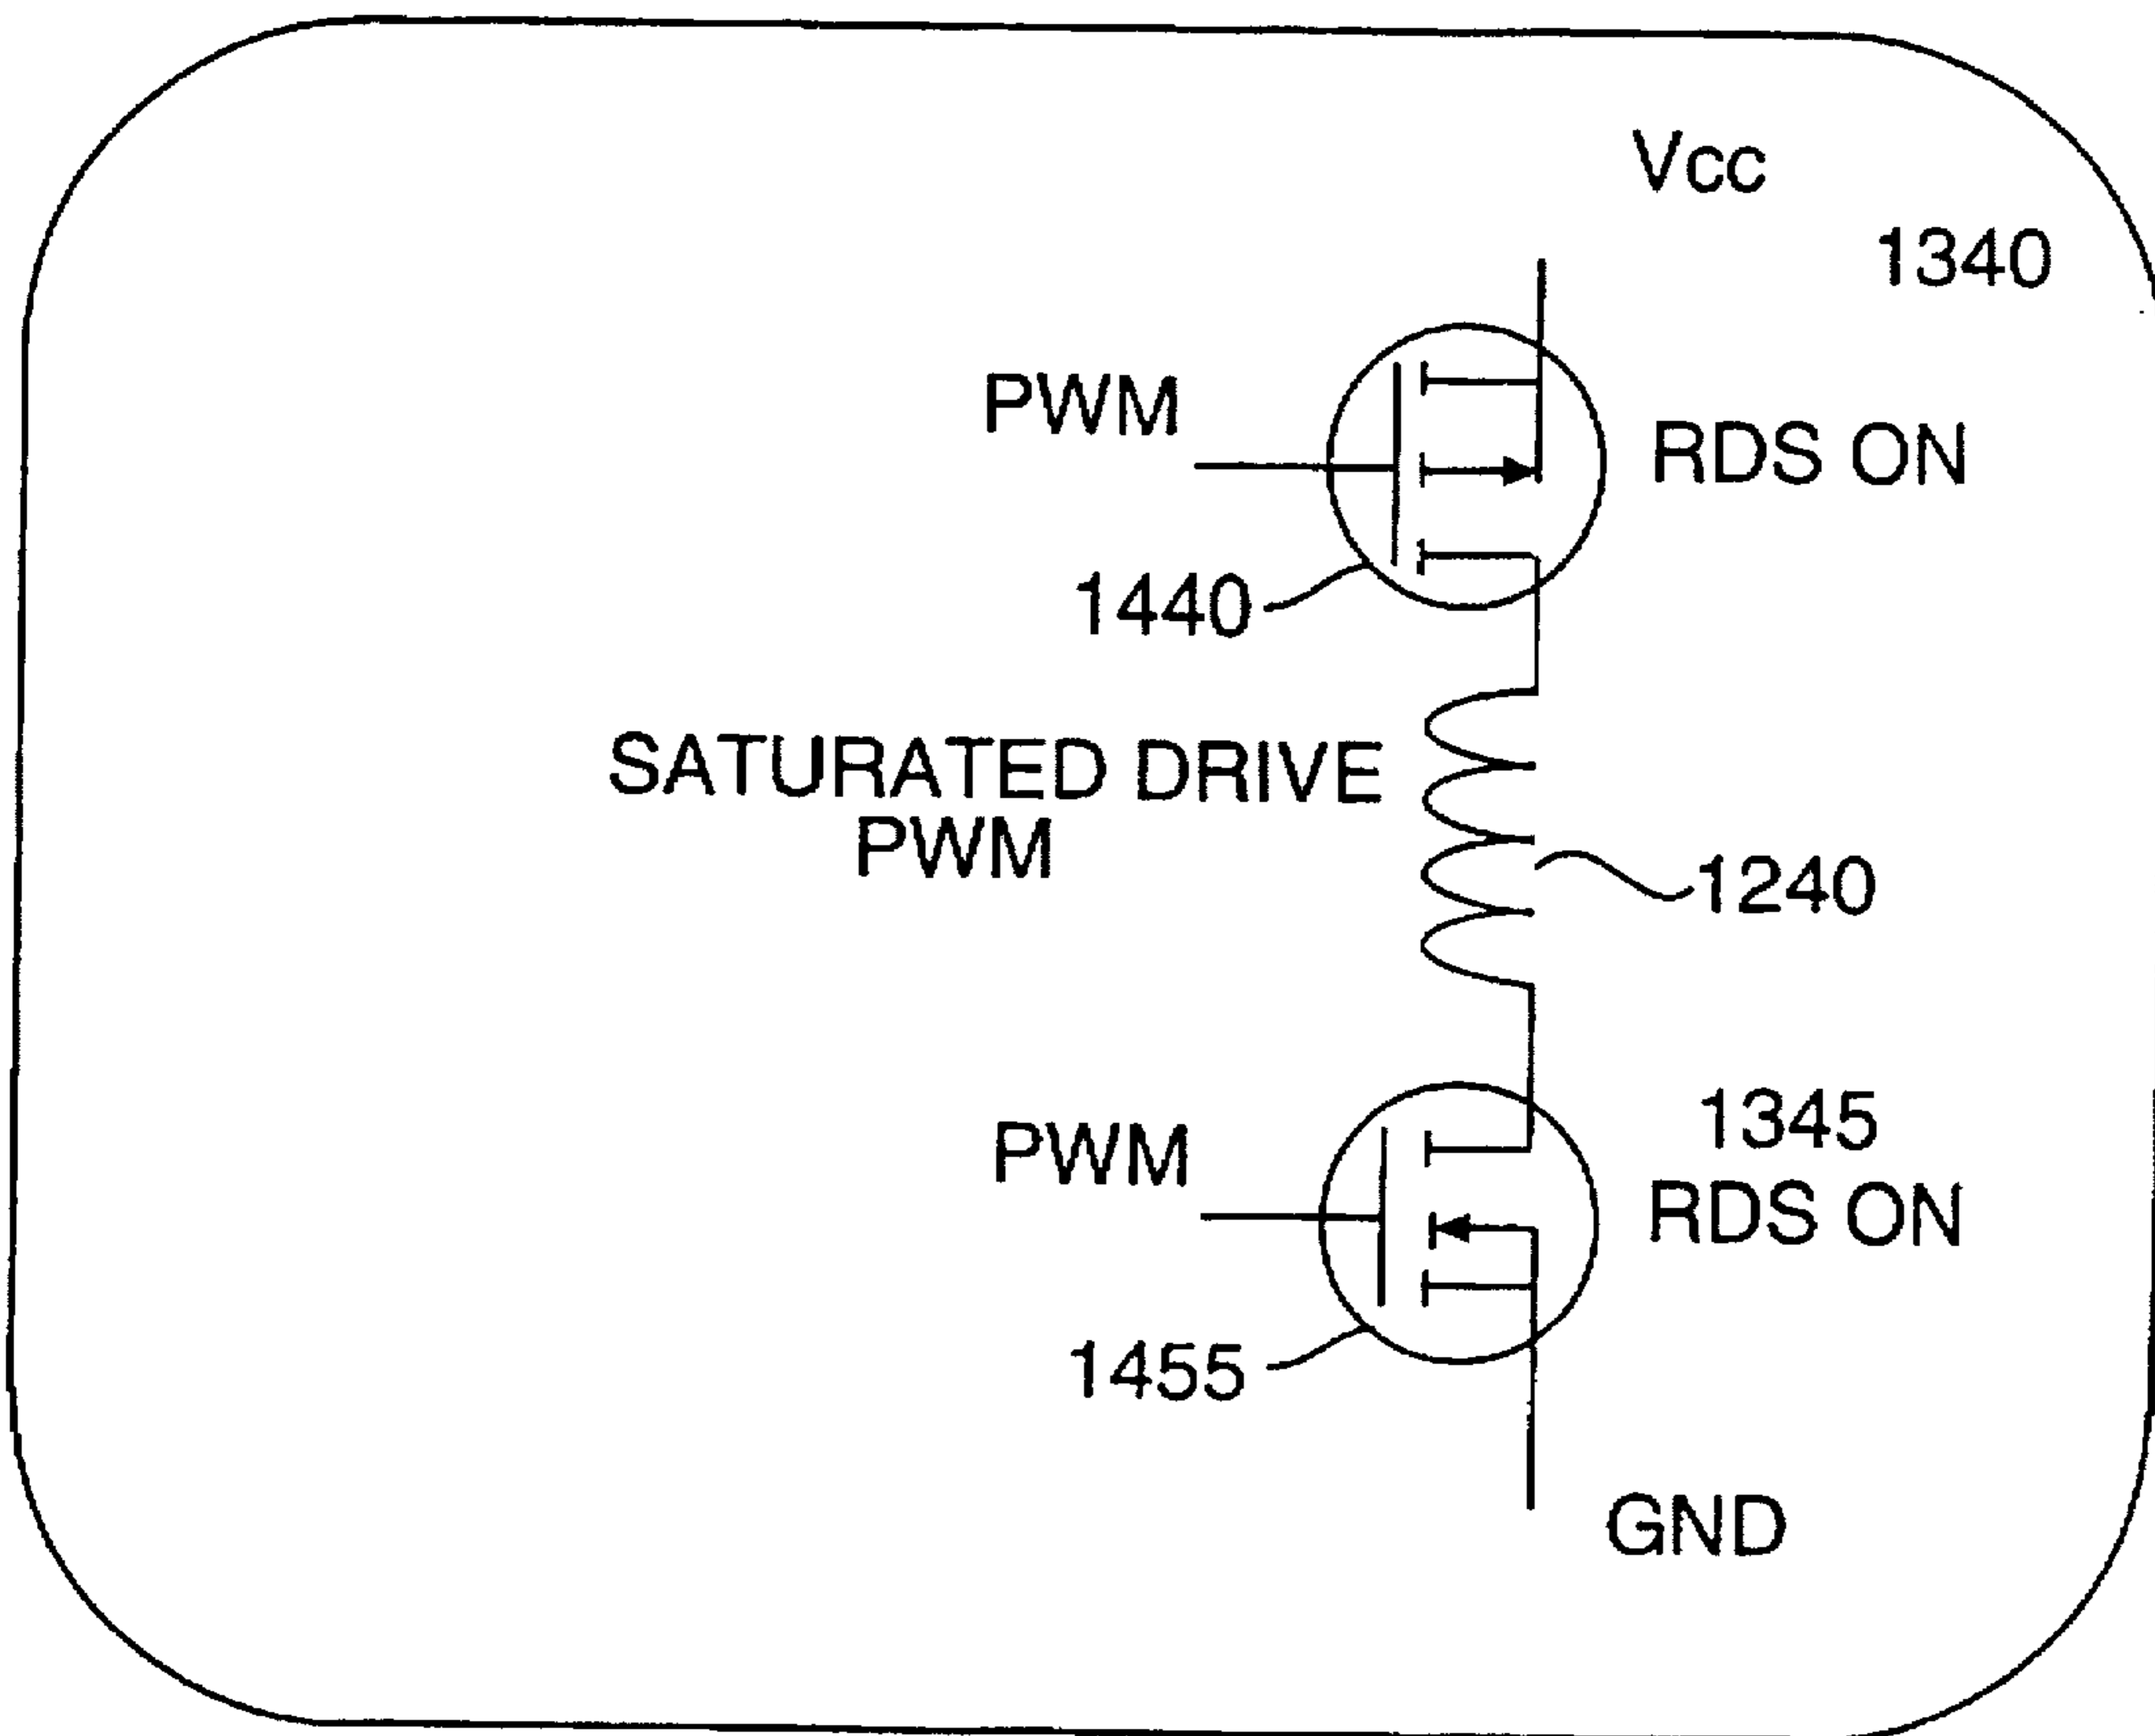 Vcc
1340
PWM
RDS ON
1440
SATURATED DRIVE
PWM
1240
1345
PWM
RDS ON
1455
GND